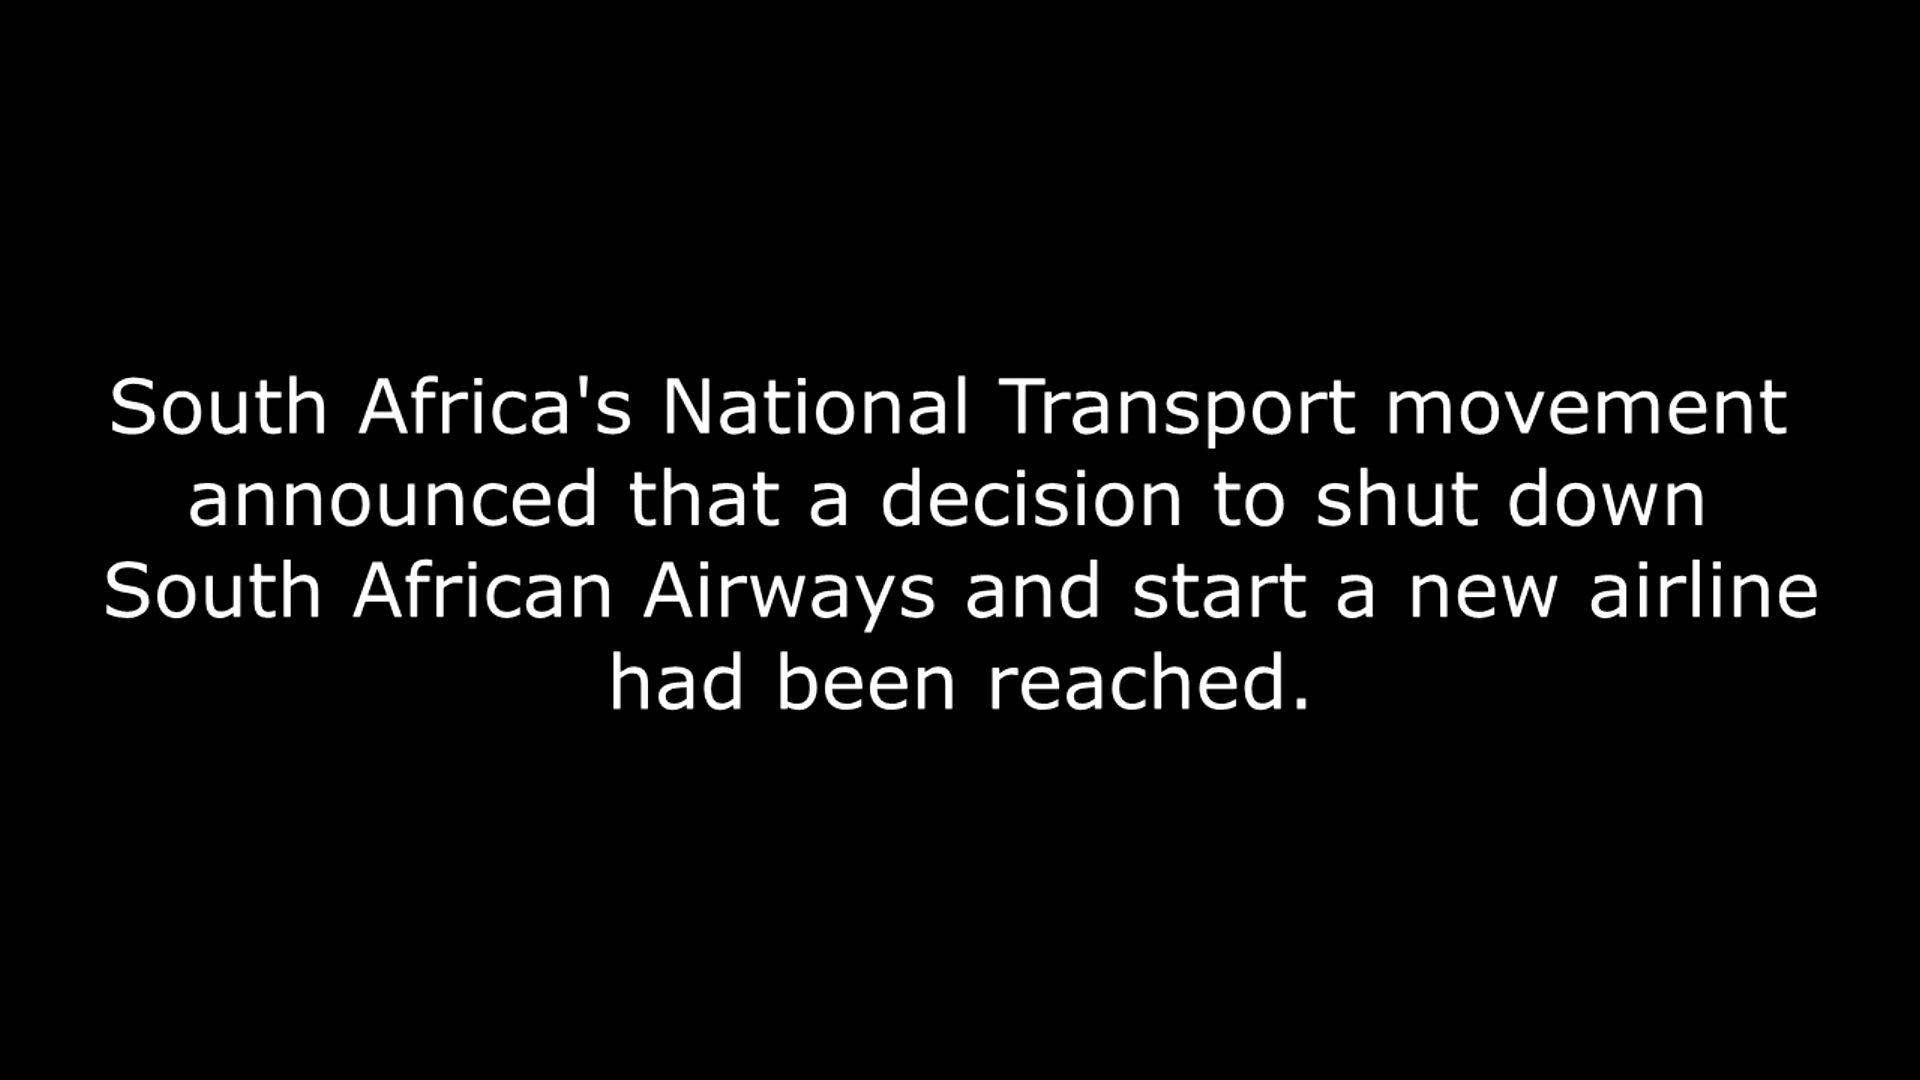 South Africa's National Transport movement
announced that a decision to shut down
South African Airways and start a new airline
had been reached.